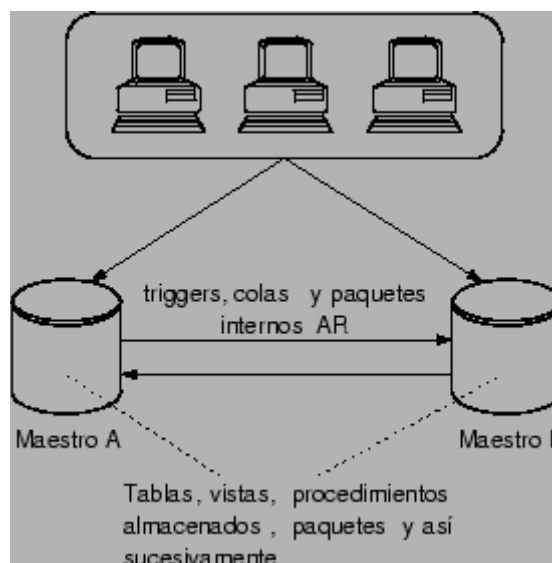 triggers, colas y paquetes
internos AR
Maestro A
Maestro
Tablas, vistas, procedimientos
almacenados , paquetes y así
sucesivamente